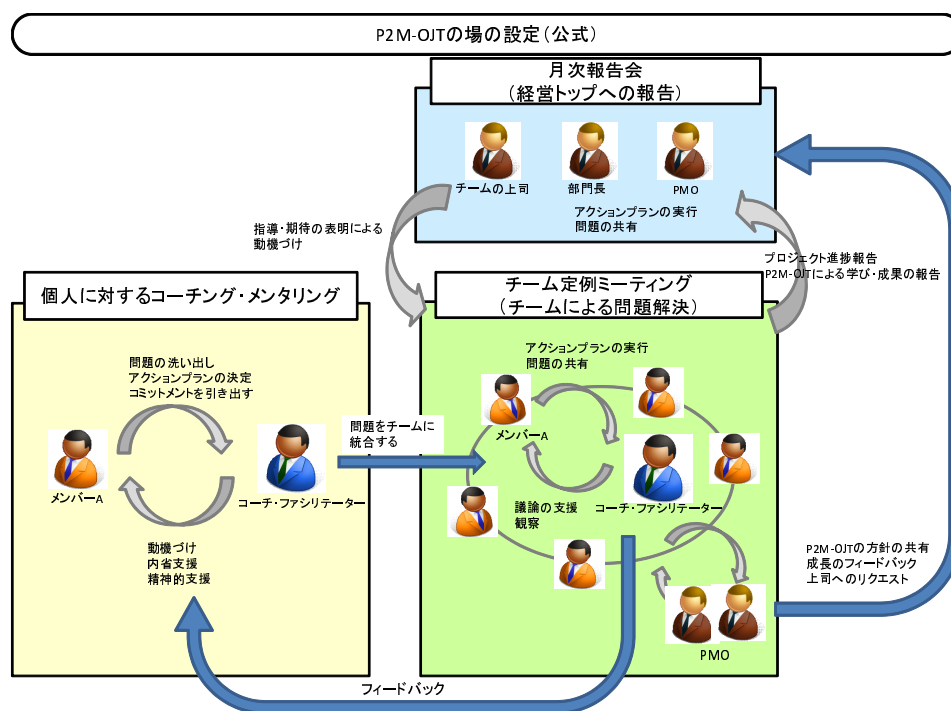 P2M-OJTの場の設定(公式)
月次報告会
(経営トップへの報告)
チームの上司
部門長
PMO
アクションプランの実行
問題の共有
指導・期待の表明による
動機づけ
プロジェクト進捗報告
P2M-OJTによる学び・成果の報告
個人に対するコーチング・メンタリング
問題の洗い出し
アクションプランの決定
コミットメントを引き出す
メンバーA
コーチ・ファシリテーター
動機づけ
内省支援
精神的支援
問題をチームに
統合する
チーム定例ミーティング
(チームによる問題解決)
アクションプランの実行
問題の共有
メンバーA
コーチ・ファシリテーター
議論の支援
観察
PMO
P2M-OJTの方針の共有
成長のフィードバック
上司へのリクエスト
フィードバック